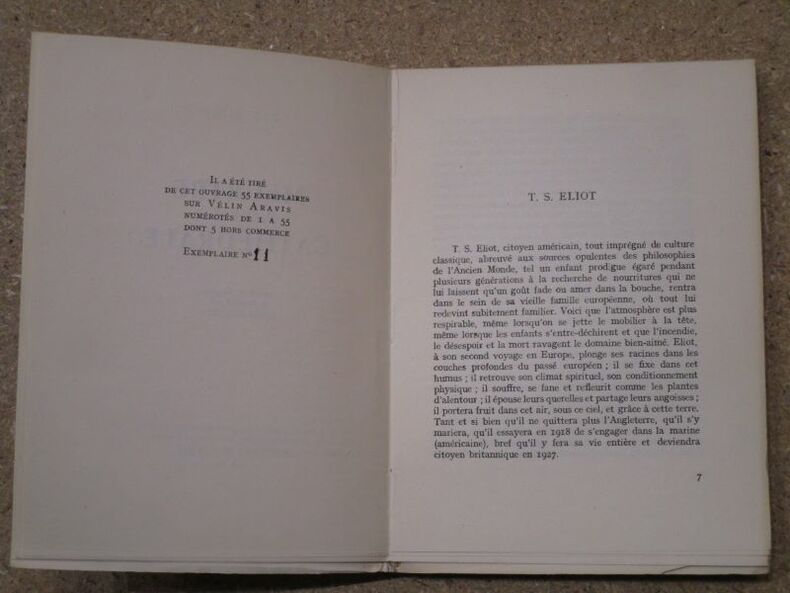 IL A ÉTÉ TIRÉ
DE CET OUVRAGE 55 EXEMPLAIRES
SUR VÉLIN ARAVIS
NUMÉROTÉS DE 1 A 55
DONT 5 HORS COMMERCE
EXEMPLAIRE N° 11
T. S. ELIOT
T. S. Eliot, citoyen américain, tout imprégné de culture
classique, abreuvé aux sources opulentes des philosophies
de l'Ancien Monde, tel un enfant prodigue égaré pendant
plusieurs générations à la recherche de nourritures qui ne
lui laissent qu'un goût fade ou amer dans la bouche, rentra
dans le sein de sa vieille famille européenne, où tout lui
redevint subitement familier. Voici que l'atmosphère est plus
respirable, même lorsqu'on se jette le mobilier à la tête,
même lorsque les enfants s'entre-déchirent et que l'incendie,
le désespoir et la mort ravagent le domaine bien-aimé. Eliot,
à son second voyage en Europe, plonge ses racines dans les
couches profondes du passé européen ; il se fixe dans cet
humus ; il retrouve son climat spirituel, son conditionnement
physique ; il souffre, se fane et refleurit comme les plantes
d'alentour ; il épouse leurs querelles et partage leurs angoisses ;
il portera fruit dans cet air, sous ce ciel, et grâce à cette terre.
Tant et si bien qu'il ne quittera plus l'Angleterre, qu'il s'y
mariera, qu'il essayera en 1918 de s'engager dans la marine
(américaine), bref qu'il y fera sa vie entière et deviendra
citoyen britannique en 1927.
7